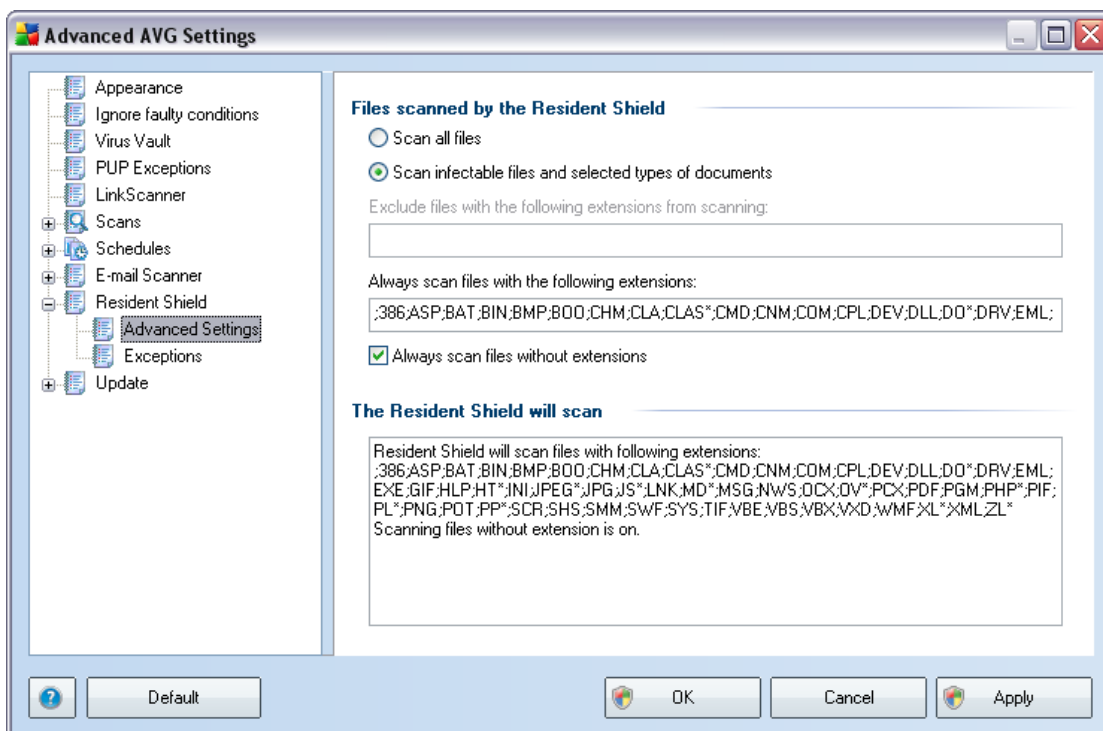 Advanced AVG Settings
Appearance
Ignore faulty conditions
Virus Vault
PUP Exceptions
LinkScanner
Scans
Schedules
E-mail Scanner
Resident Shield
Advanced Settings
Exceptions
Update
Files scanned by the Resident Shield
Scan all files
Scan infectable files and selected types of documents
Exclude files with the following extensions from scanning:
Always scan files with the following extensions:
;386;ASP;BAT;BIN;BMP;BOO;CHM;CLA;CLAS*;CMD;CNM;COM;CPL;DEV;DLL;DO*;DRV;EML;
Always scan files without extensions
The Resident Shield will scan
Resident Shield will scan files with following extensions:
;386;ASP;BAT;BIN;BMP;BOO;CHM;CLA;CLAS*;CMD;CNM;COM;CPL;DEV;DLL;DO*;DRV;EML;
EXE;GIF;HLP;HT*;INI;JPEG*;JPG;JS*;LNK;MD*;MSG;NWS;OCX;OV*;PCX;PDF;PGM;PHP*;PIF;
PL*;PNG;POT;PP*;SCR;SHS;SMM;SWF;SYS;TIF;VBE;VBS;VBX;VXD;WMF;XL*;XML;ZL*
Scanning files without extension is on.
?
Default
OK
Cancel
Apply